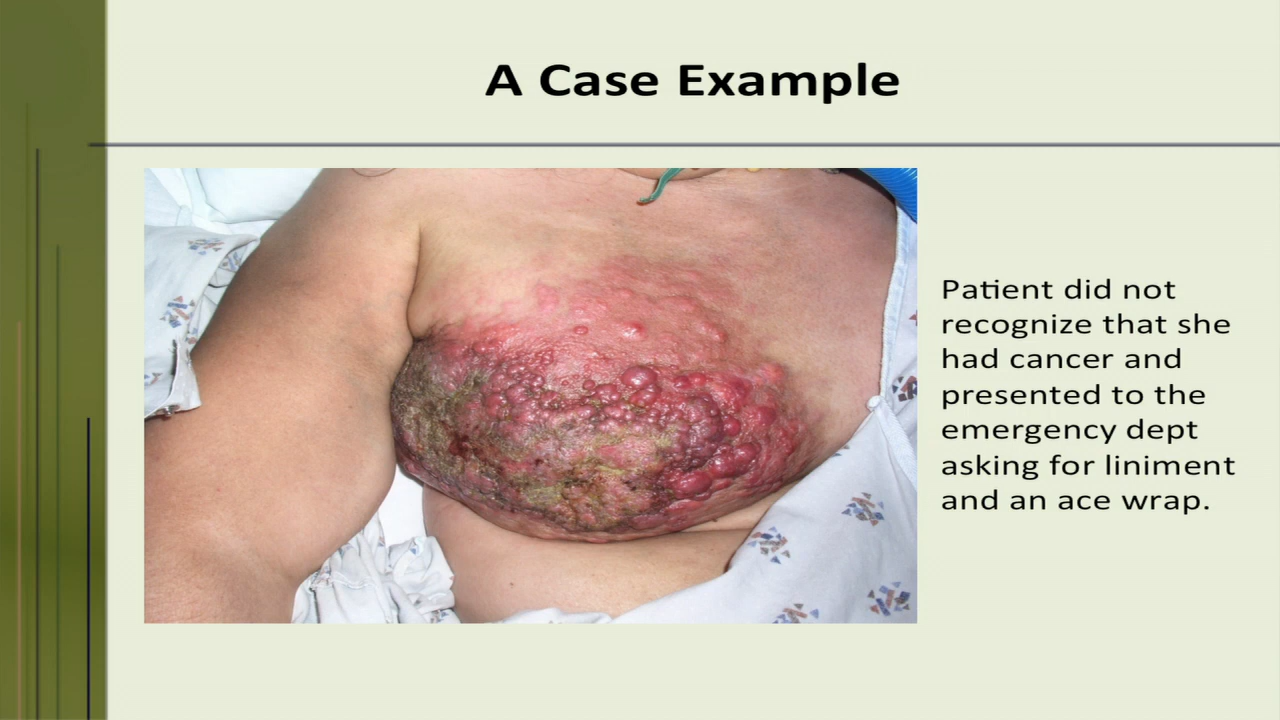 A Case Example
Patient did not
recognize that she
had cancer and
presented to the
emergency dept
asking for liniment
and an ace wrap.